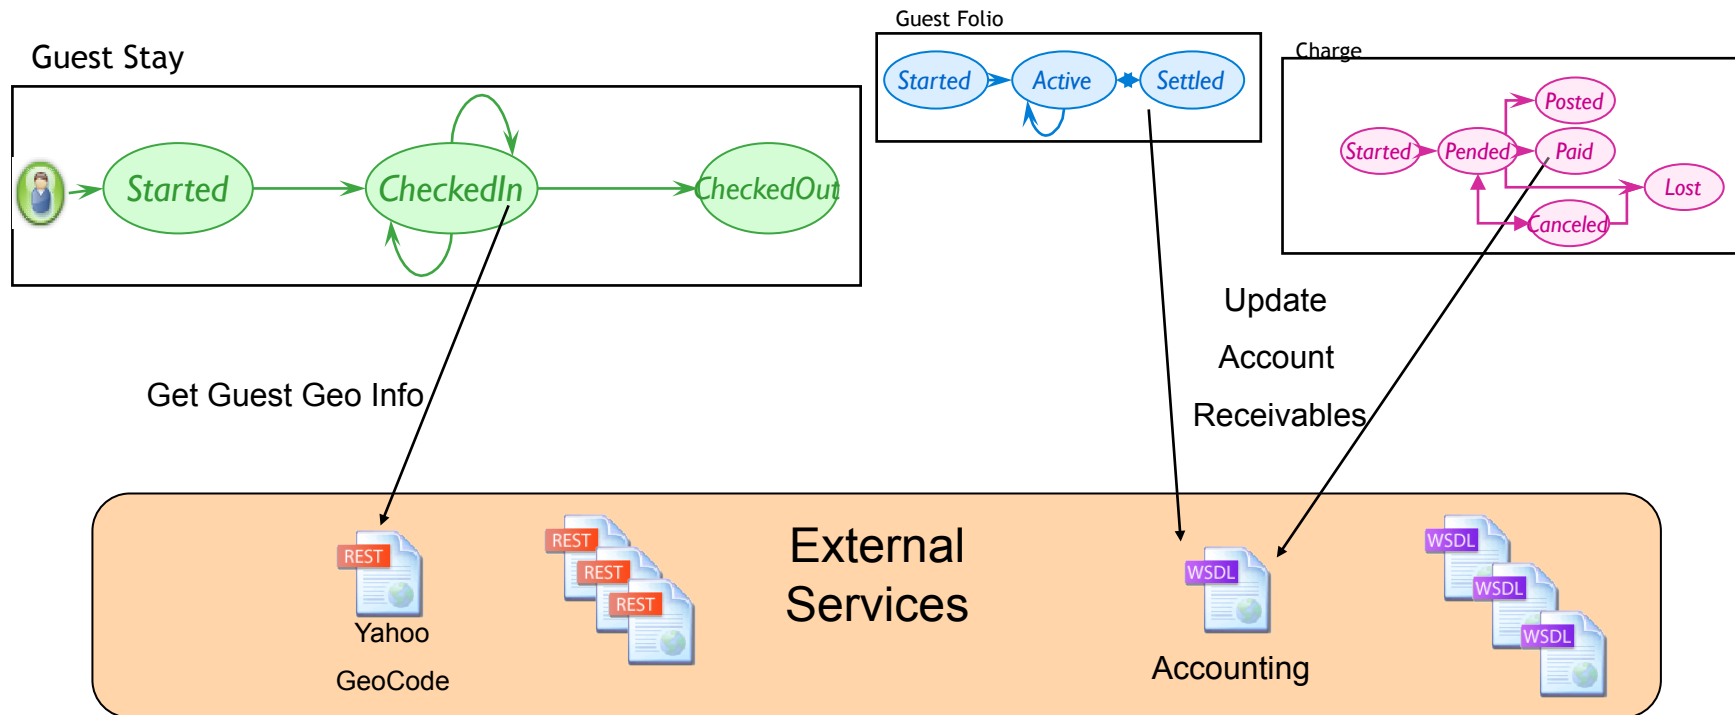 Guest Folio
Guest Stay
Charge
Started
Active
Settled
Posted
Started
Pended
Paid
Lost
Canceled
Started
CheckedIn
CheckedOut
Update
Account
Receivables
Get Guest Geo Info
External
Services
REST
Yahoo
GeoCode
REST
REST
REST
WSDL
Accounting
WSDL
WSDL
WSDL